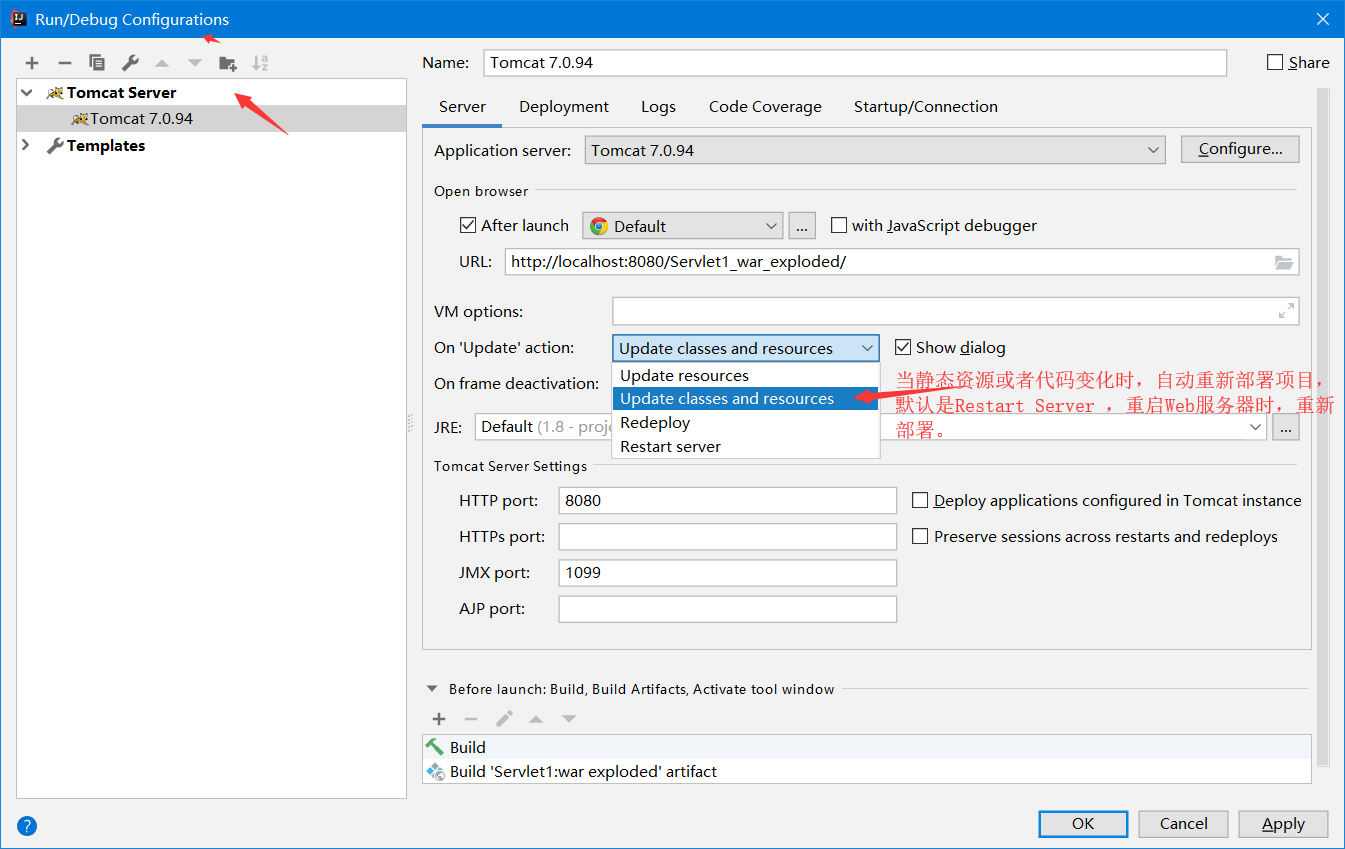 Run/Debug Configurations
Name: Tomcat 7.0.94 Share
Tomcat Server
Tomcat 7.0.94
Templates
Server Deployment Logs Code Coverage Startup/Connection
Application server: Tomcat 7.0.94 Configure...
Open browser
After launch Default ... with JavaScript debugger
URL: http://localhost:8080/Servlet1_war_exploded/
VM options:
On 'Update' action: Update classes and resources Show dialog
Update resources
On frame deactivation: Update classes and resources
Redeploy
Restart server
当静态资源或者代码变化时，自动重新部署项目，
默认是Restart Server ，重启Web服务器时，重新
部署。
JRE: Default (1.8 - proje ...
Tomcat Server Settings
HTTP port: 8080 Deploy applications configured in Tomcat instance
HTTPs port: Preserve sessions across restarts and redeploys
JMX port: 1099
AJP port:
Before launch: Build, Build Artifacts, Activate tool window
Build
Build 'Servlet1:war exploded' artifact
? OK Cancel Apply